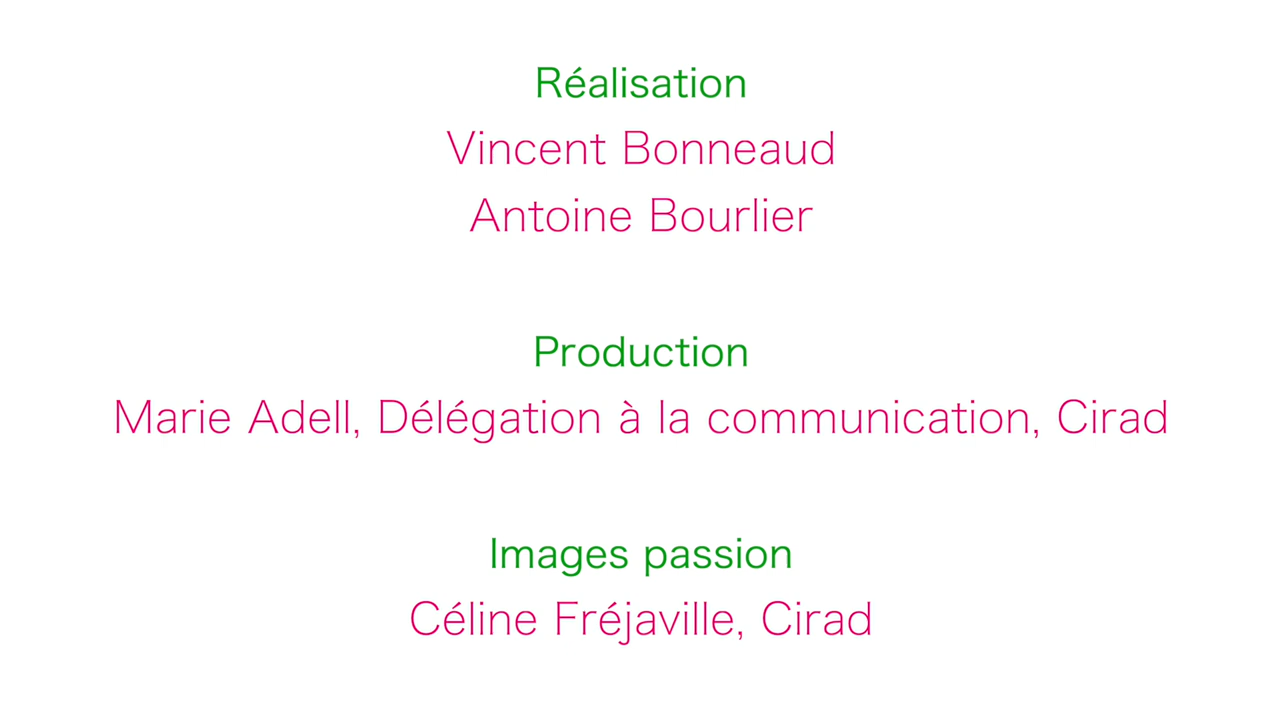 Réalisation
Vincent Bonneaud
Antoine Bourlier
Production
Marie Adell, Délégation à la communication, Cirad
Images passion
Céline Fréjaville, Cirad